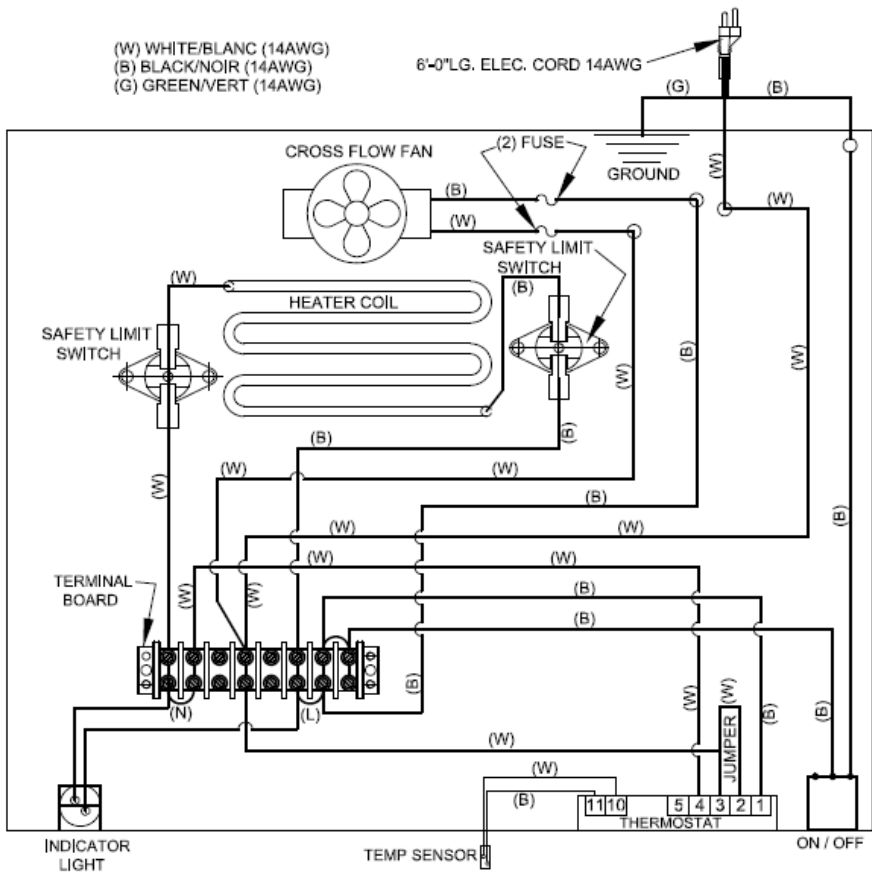 (W) WHITE/BLANC (14AWG)
(B) BLACK/NOIR (14AWG)
(G) GREEN/VERT (14AWG)
6'-0"LG. ELEC. CORD 14AWG
(G)
(B)
CROSS FLOW FAN
(2) FUSE
GROUND
(W)
(B)
(W)
(W)
SAFETY LIMIT
SWITCH
(W)
HEATER COIL
(B)
SAFETY LIMIT
SWITCH
(B)
(W)
(W)
(B)
(B)
(W)
(W)
(W)
(B)
(B)
(W)
(W)
(W)
(W)
TERMINAL
BOARD
(W)
(W)
(B)
(B)
(N)
(L)
(B)
(W)
(W)
(W)
JUMPER
(B)
(B)
(W)
(B)
11 10 5 4 3 2 1
THERMOSTAT
TEMP SENSOR
INDICATOR
LIGHT
ON / OFF